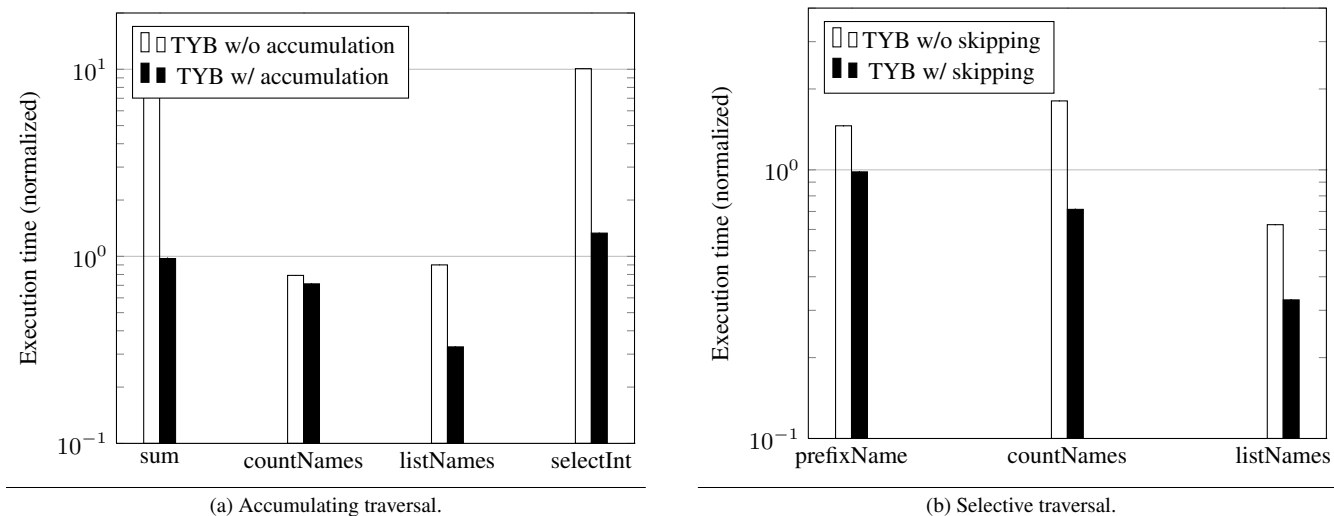 TYB w/o accumulation
TYB w/ accumulation
Execution time (normalized)
10^1
10^0
10^-1
sum countNames listNames selectInt
(a) Accumulating traversal.
TYB w/o skipping
TYB w/ skipping
Execution time (normalized)
10^0
10^-1
prefixName countNames listNames
(b) Selective traversal.